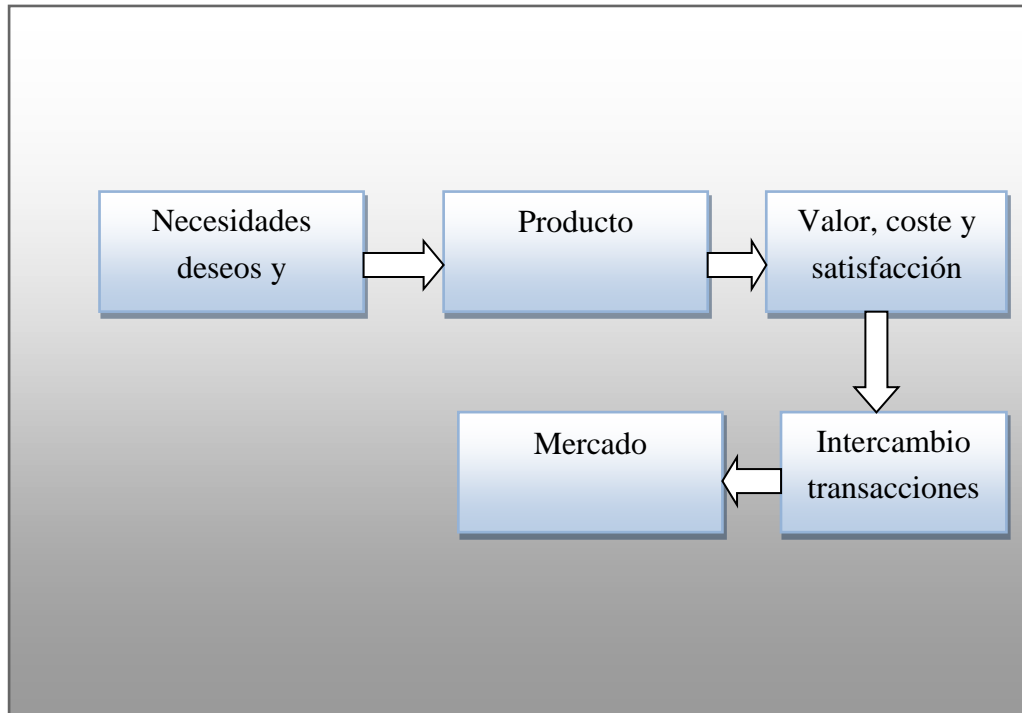 Necesidades
deseos y
Producto
Valor, coste y
satisfacción
Intercambio
transacciones
Mercado